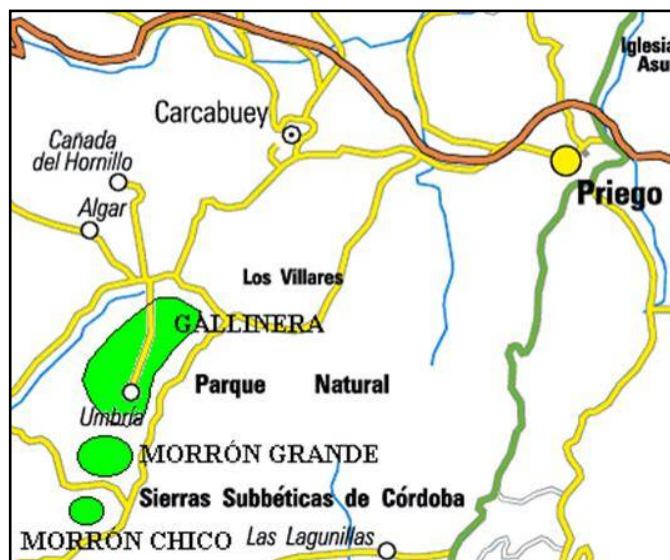 Iglesia
Asu
Carcabuey
Cañada
del Hornillo
Priego
Algar
Los Villares
GALLINERA
Parque Natural
Umbría
MORRÓN GRANDE
Sierras Subbéticas de Córdoba
MORRÓN CHICO
Las Lagunillas